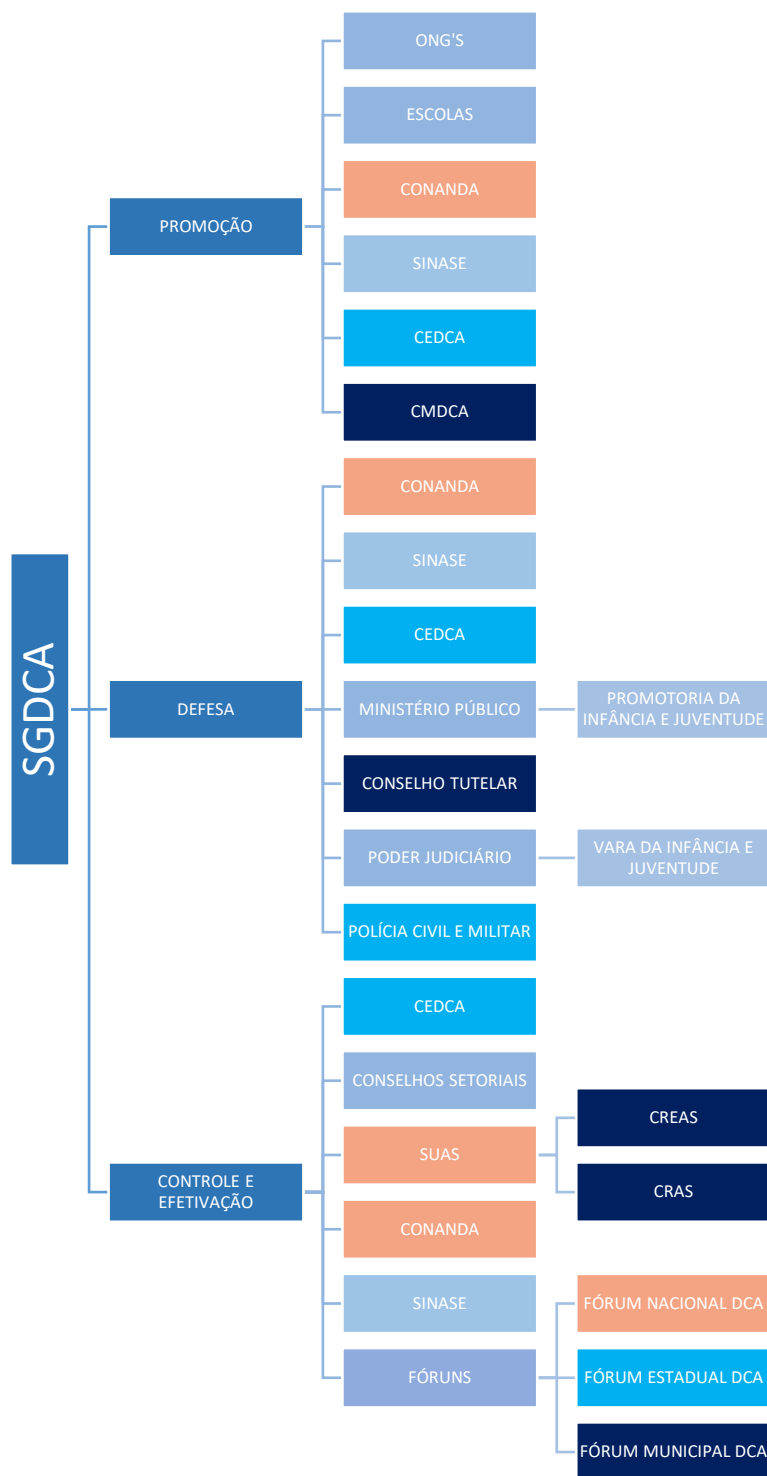 SGDCA
PROMOÇÃO
ONG'S
ESCOLAS
CONANDA
SINASE
CEDCA
CMDCA
DEFESA
CONANDA
SINASE
CEDCA
MINISTÉRIO PÚBLICO
PROMOTORIA DA
INFÂNCIA E JUVENTUDE
CONSELHO TUTELAR
PODER JUDICIÁRIO
VARA DA INFÂNCIA E
JUVENTUDE
POLÍCIA CIVIL E MILITAR
CONTROLE E
EFETIVAÇÃO
CEDCA
CONSELHOS SETORIAIS
SUAS
CREAS
CRAS
CONANDA
SINASE
FÓRUNS
FÓRUM NACIONAL DCA
FÓRUM ESTADUAL DCA
FÓRUM MUNICIPAL DCA